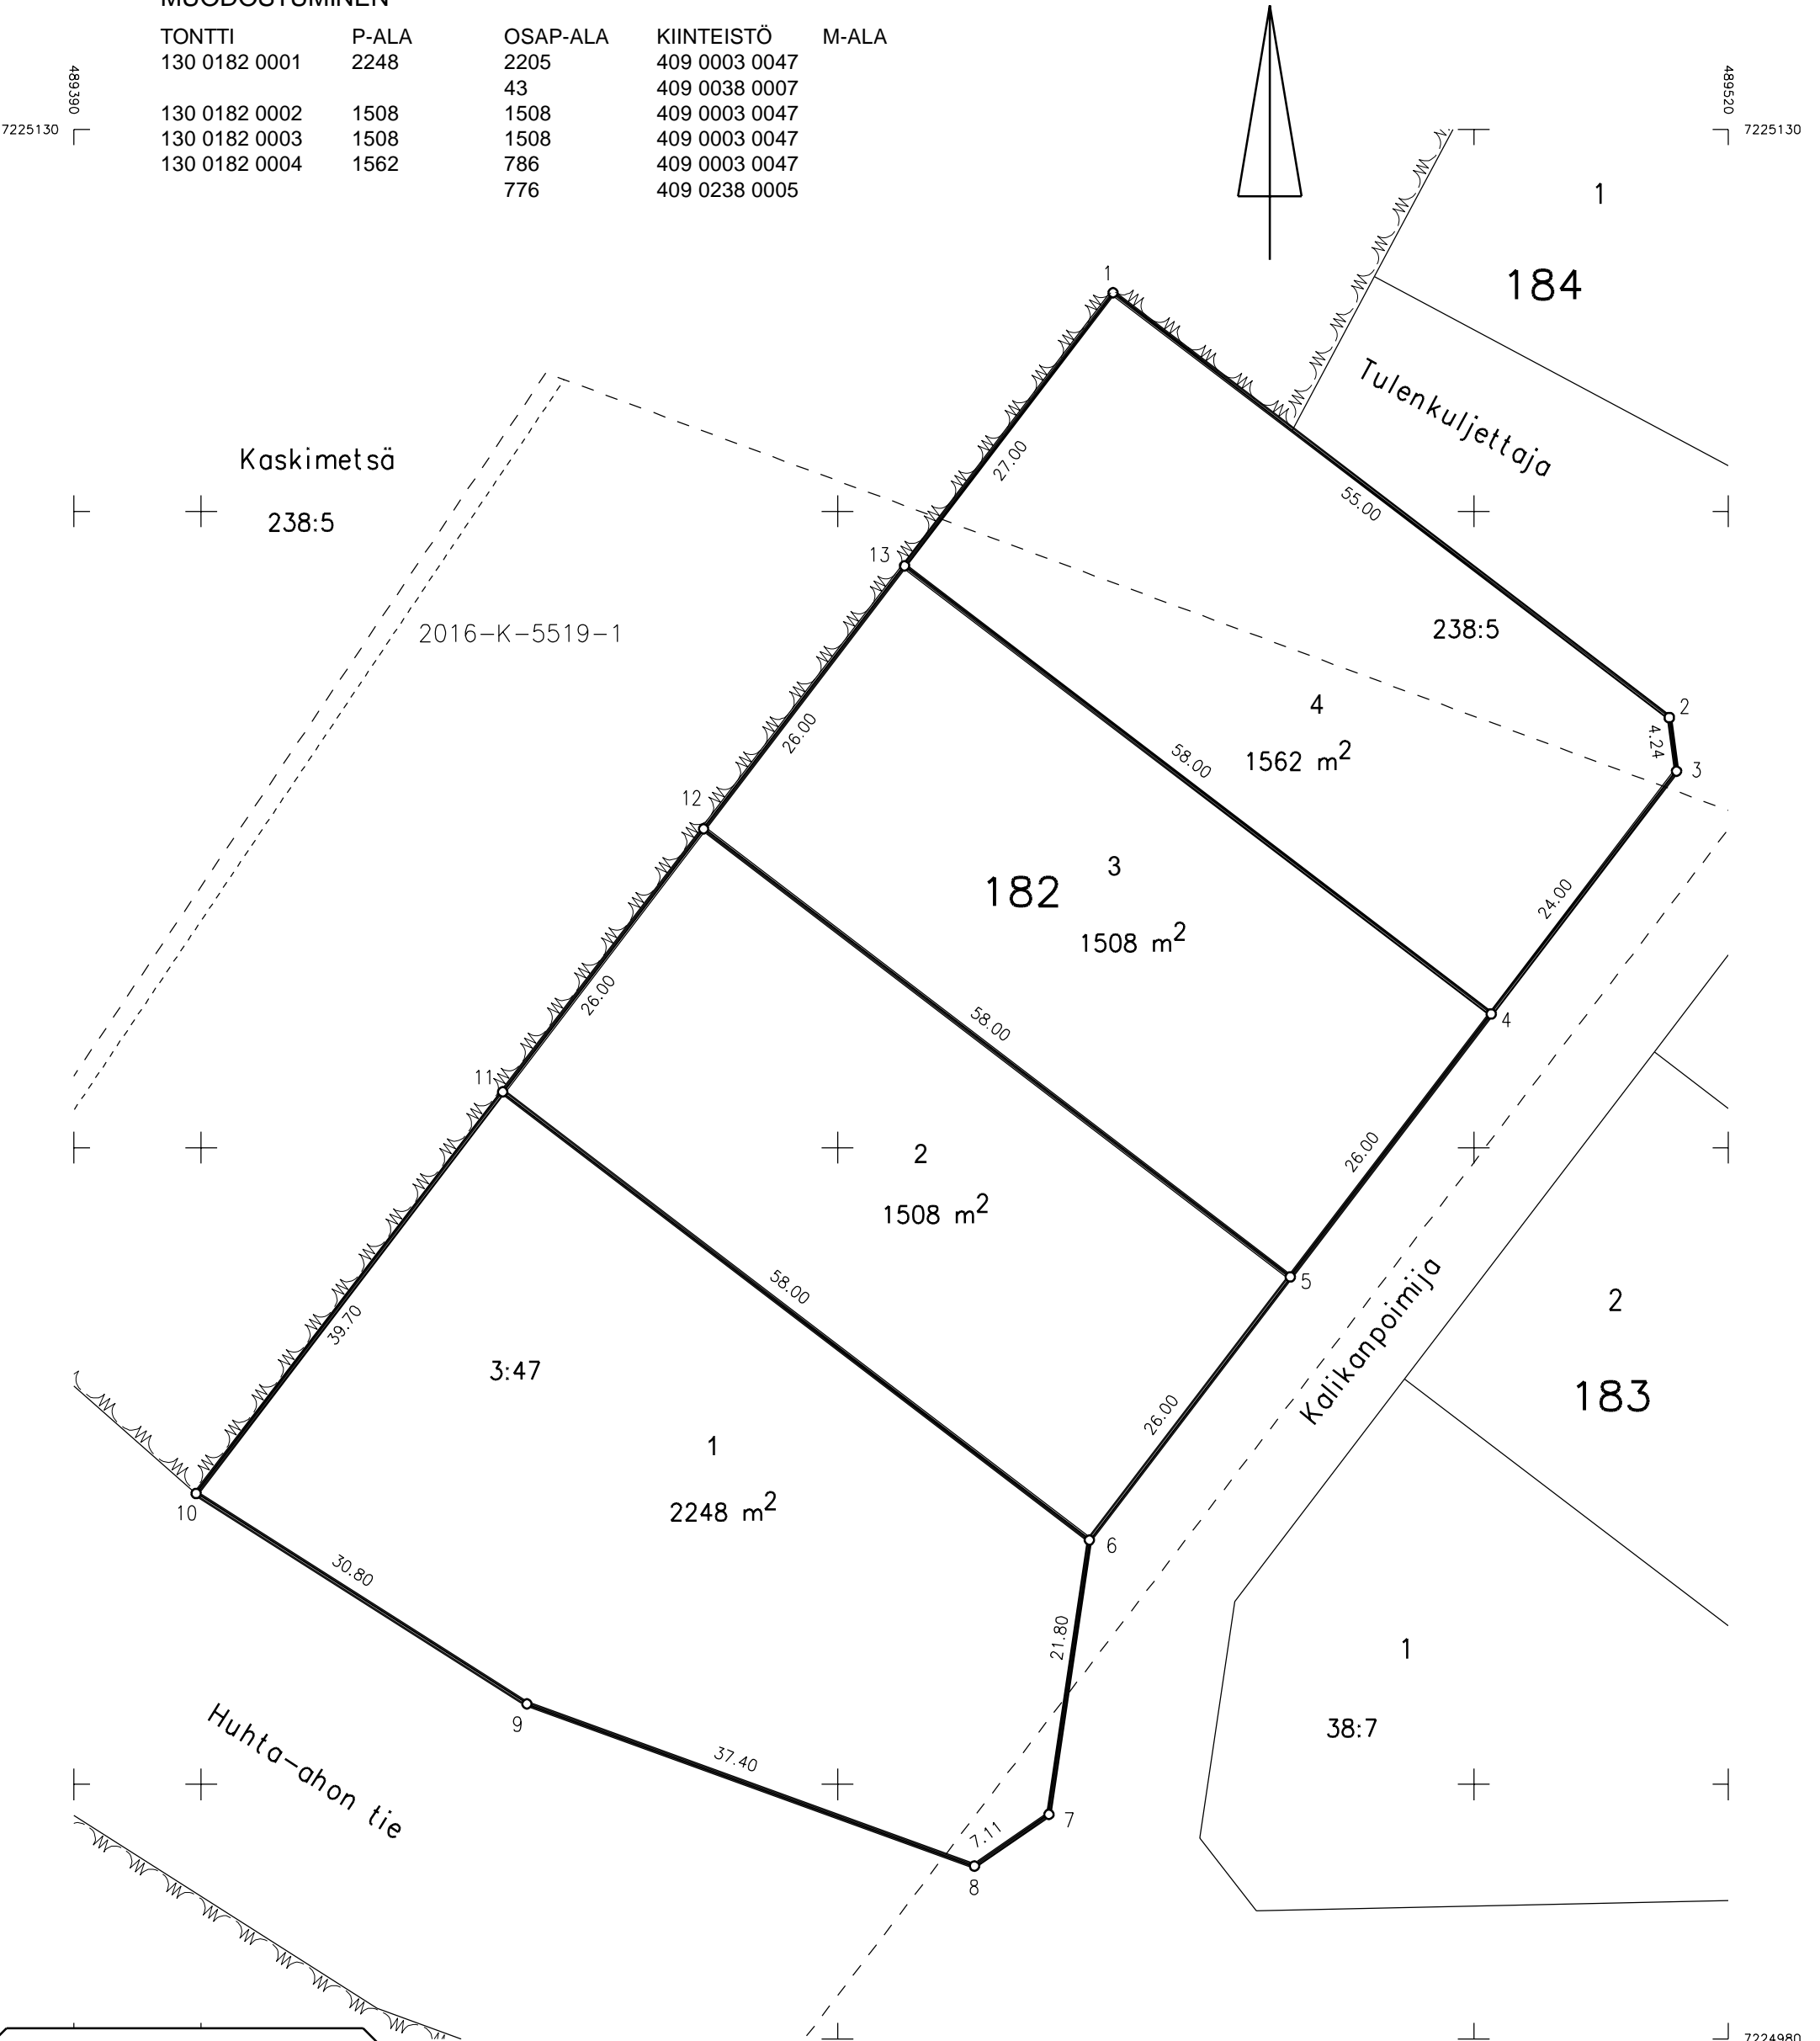 MUODOSTUMINEN
TONTTI P-ALA OSAP-ALA KIINTEISTÖ M-ALA
130 0182 0001 2248 2205 409 0003 0047
43 409 0038 0007
130 0182 0002 1508 1508 409 0003 0047
130 0182 0003 1508 1508 409 0003 0047
130 0182 0004 1562 786 409 0003 0047
776 409 0238 0005
489390
489520
7225130
7225130
1
184
Tulenkuljettaja
1
27.00
55.00
Kaskimetsä
238:5
13
2016-K-5519-1
238:5
4
1562 m2
2
4.24
3
58.00
26.00
12
3
182
1508 m2
24.00
4
26.00
58.00
11
2
1508 m2
26.00
5
Kalikanpoimija
2
183
58.00
39.70
3:47
1
2248 m2
26.00
6
10
30.80
21.80
1
38:7
9
Huhta-ahon tie
37.40
7.11
7
8
7224980